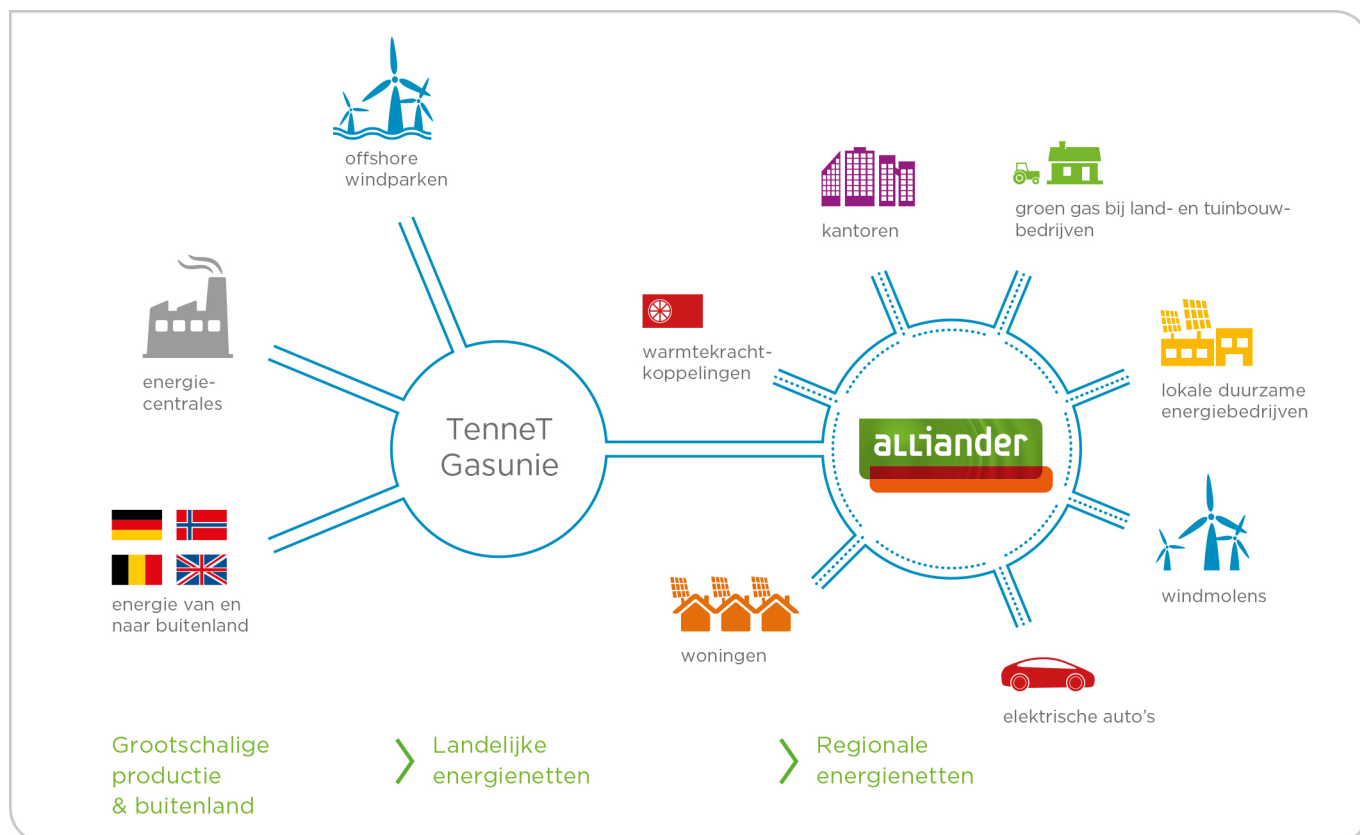 offshore
windparken
kantoren
groen gas bij land- en tuinbouw-
bedrijven
energie-
centrales
warmtekracht-
koppelingen
lokale duurzame
energiebedrijven
TenneT
Gasunie
alliander
energie van en
naar buitenland
woningen
windmolens
elektrische auto's
Grootschalige
productie
& buitenland
Landelijke
energienetten
Regionale
energienetten